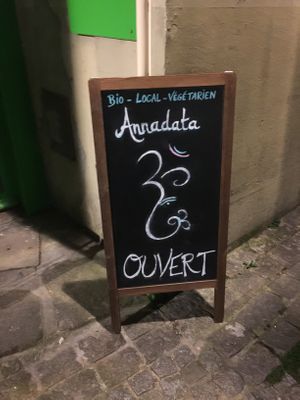 BIO - LOCAL - VÉGÉTARIEN
Annadata
OUVERT